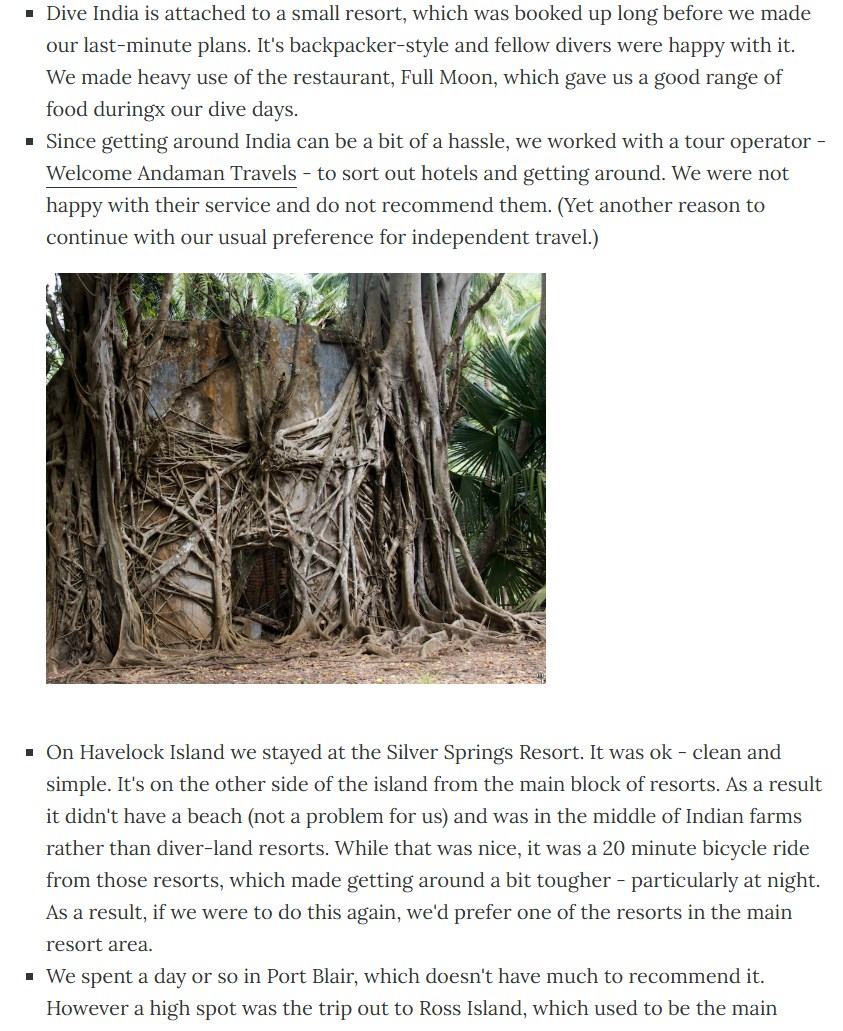 Dive India is attached to a small resort, which was booked up long before we made
our last-minute plans. It's backpacker-style and fellow divers were happy with it.
We made heavy use of the restaurant, Full Moon, which gave us a good range of
food duringx our dive days.
Since getting around India can be a bit of a hassle, we worked with a tour operator -
Welcome Andaman Travels - to sort out hotels and getting around. We were not
happy with their service and do not recommend them. (Yet another reason to
continue with our usual preference for independent travel.)
On Havelock Island we stayed at the Silver Springs Resort. It was ok - clean and
simple. It's on the other side of the island from the main block of resorts. As a result
it didn't have a beach (not a problem for us) and was in the middle of Indian farms
rather than diver-land resorts. While that was nice, it was a 20 minute bicycle ride
from those resorts, which made getting around a bit tougher - particularly at night.
As a result, if we were to do this again, we'd prefer one of the resorts in the main
resort area.
We spent a day or so in Port Blair, which doesn't have much to recommend it.
However a high spot was the trip out to Ross Island, which used to be the main